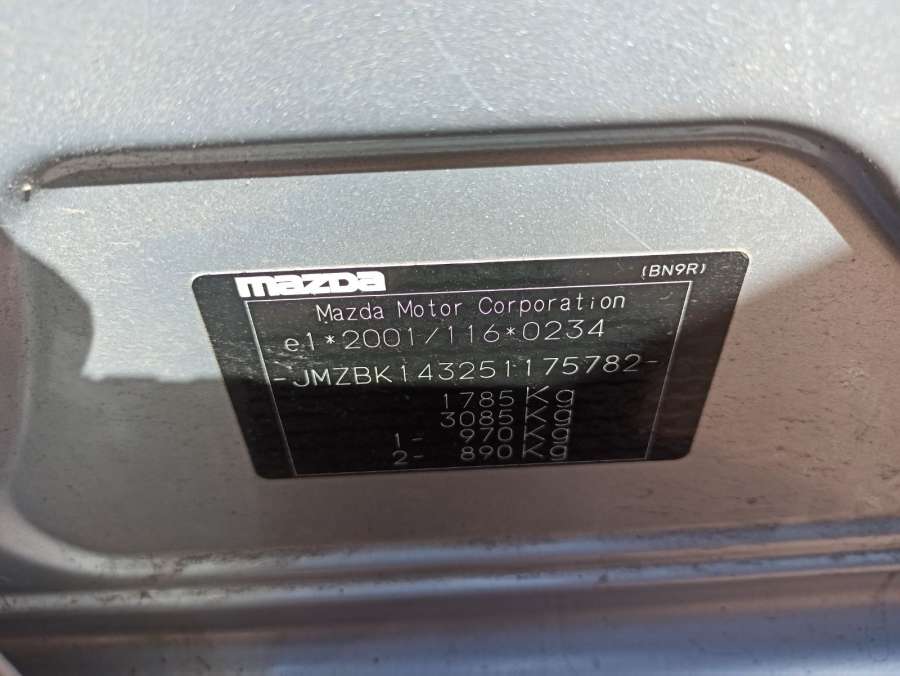 mazda
(BN9R)
Mazda Motor Corporation
e1*2001/116*0234
-JMZBK143251175782-
1785 Kg
3085 Kg
1- 970 Kg
2- 890 Kg